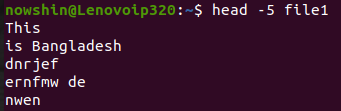 nowshin@Lenovoip320:~$ head -5 file1
This
is Bangladesh
dnrjef
ernfmw de
nwen